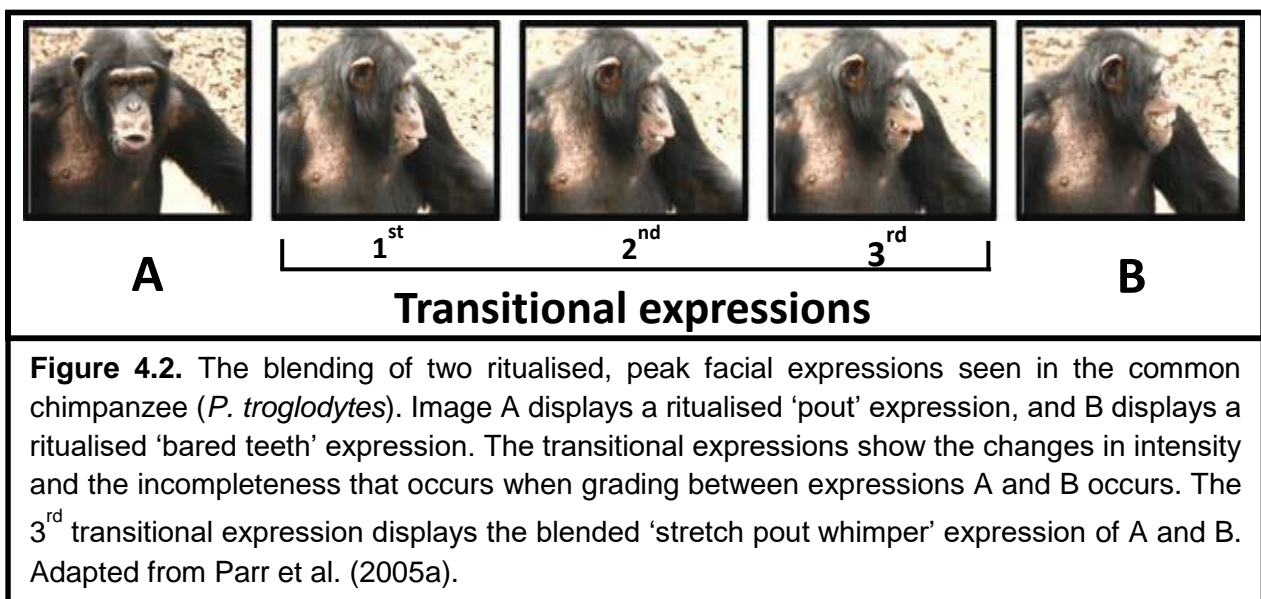 1st 2nd 3rd
A B
Transitional expressions
Figure 4.2. The blending of two ritualised, peak facial expressions seen in the common
chimpanzee (P. troglodytes). Image A displays a ritualised ‘pout’ expression, and B displays a
ritualised ‘bared teeth’ expression. The transitional expressions show the changes in intensity
and the incompleteness that occurs when grading between expressions A and B occurs. The
3rd transitional expression displays the blended ‘stretch pout whimper’ expression of A and B.
Adapted from Parr et al. (2005a).